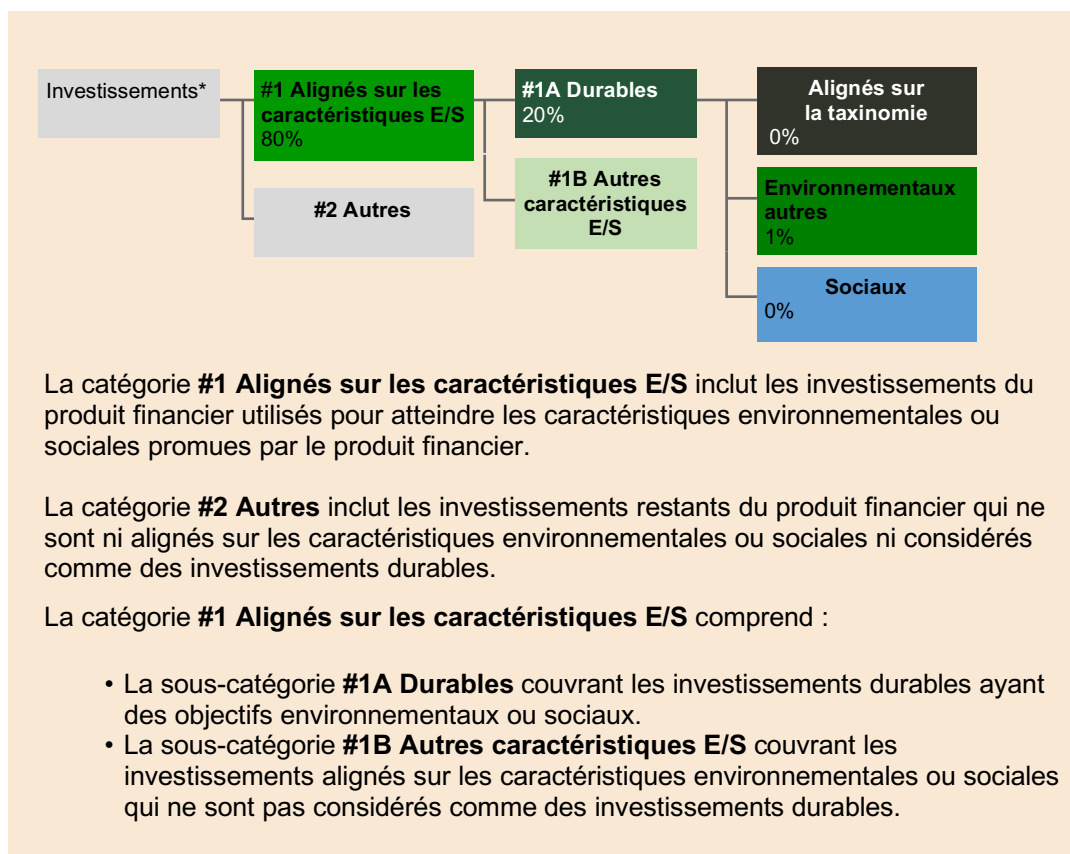 Investissements*
#1 Alignés sur les
caractéristiques E/S
80%
#2 Autres
#1A Durables
20%
#1B Autres
caractéristiques
E/S
Alignés sur
la taxinomie
0%
Environnementaux
autres
1%
Sociaux
0%
La catégorie #1 Alignés sur les caractéristiques E/S inclut les investissements du
produit financier utilisés pour atteindre les caractéristiques environnementales ou
sociales promues par le produit financier.
La catégorie #2 Autres inclut les investissements restants du produit financier qui ne
sont ni alignés sur les caractéristiques environnementales ou sociales ni considérés
comme des investissements durables.
La catégorie #1 Alignés sur les caractéristiques E/S comprend :
• La sous-catégorie #1A Durables couvrant les investissements durables ayant
des objectifs environnementaux ou sociaux.
• La sous-catégorie #1B Autres caractéristiques E/S couvrant les
investissements alignés sur les caractéristiques environnementales ou sociales
qui ne sont pas considérés comme des investissements durables.